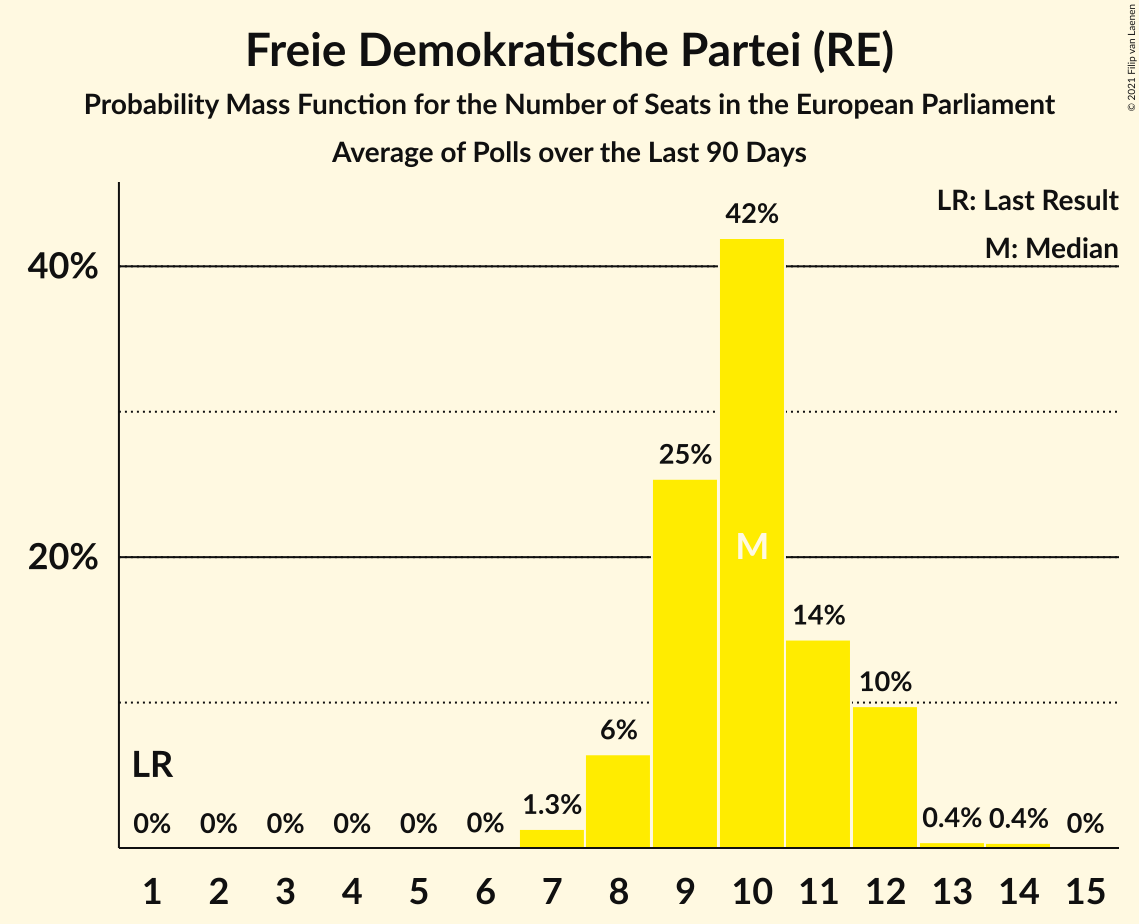 Freie Demokratische Partei (RE)
Probability Mass Function for the Number of Seats in the European Parliament
Average of Polls over the Last 90 Days
© 2021 Filip van Laenen
LR: Last Result
M: Median
40%
20%
42%
25%
M
14%
10%
6%
LR
0% 0% 0% 0% 0% 0% 1.3% 0.4% 0.4% 0%
1 2 3 4 5 6 7 8 9 10 11 12 13 14 15